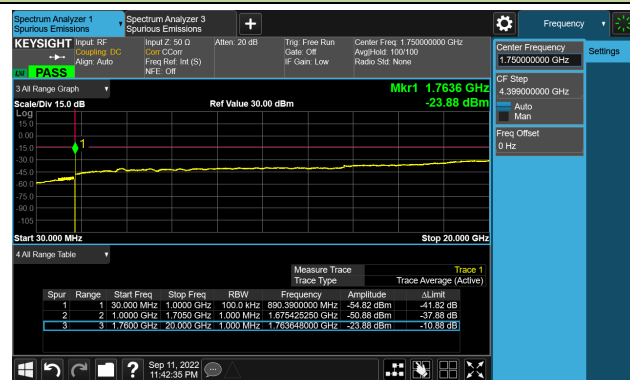 Spectrum Analyzer 1
Spurious Emissions
Spectrum Analyzer 3
Spurious Emissions
Frequency
KEYSIGHT
Input: RF
Coupling: DC
Align: Auto
Input Z: 50 Ω
Corr CCorr
Freq Ref: Int (S)
NFE: Off
Atten: 20 dB
Trig: Free Run
Gate: Off
IF Gain: Low
Center Freq: 1.750000000 GHz
Avg|Hold: 100/100
Radio Std: None
LXI PASS
Center Frequency
1.750000000 GHz
Settings
CF Step
4.399000000 GHz
Auto
Man
Freq Offset
0 Hz
3 All Range Graph
Mkr1 1.7636 GHz
-23.88 dBm
Scale/Div 15.0 dB
Ref Value 30.00 dBm
Log
15.0
0.00
-15.0
-30.0
-45.0
-60.0
-75.0
-90.0
-105
1
Start 30.000 MHz
Stop 20.000 GHz
4 All Range Table
Measure Trace Trace 1
Trace Type Trace Average (Active)
Spur Range Start Freq Stop Freq RBW Frequency Amplitude ΔLimit
1 1 30.000 MHz 1.0000 GHz 100.0 kHz 890.3900000 MHz -54.82 dBm -41.82 dB
2 2 1.0000 GHz 1.7050 GHz 1.000 MHz 1.675425250 GHz -50.88 dBm -37.88 dB
3 3 1.7600 GHz 20.000 GHz 1.000 MHz 1.763648000 GHz -23.88 dBm -10.88 dB
Sep 11, 2022
11:42:35 PM